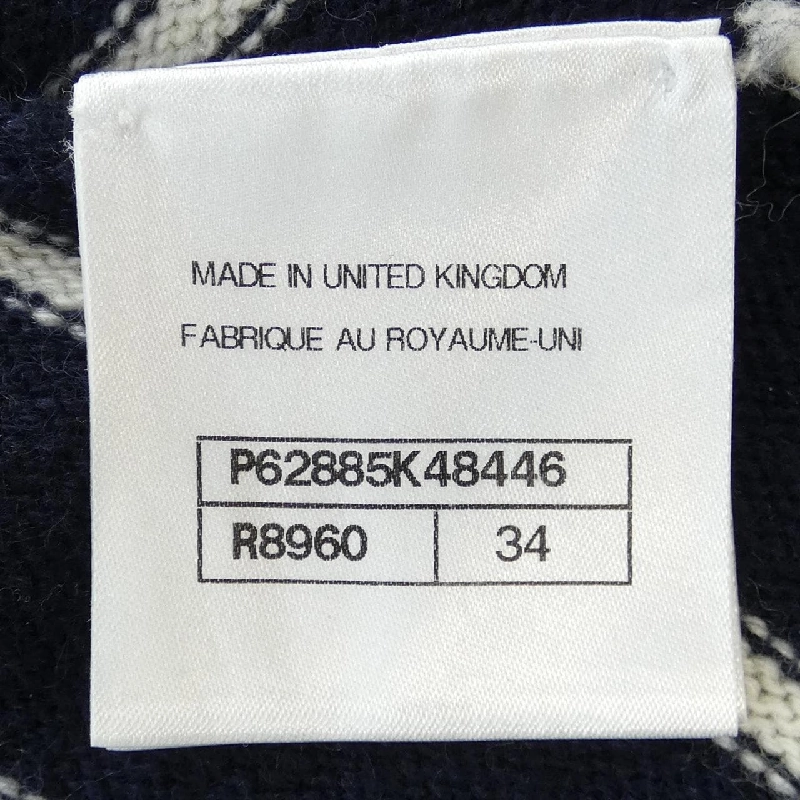 MADE IN UNITED KINGDOM
FABRIQUE AU ROYAUME-UNI
P62885K48446
R8960 34